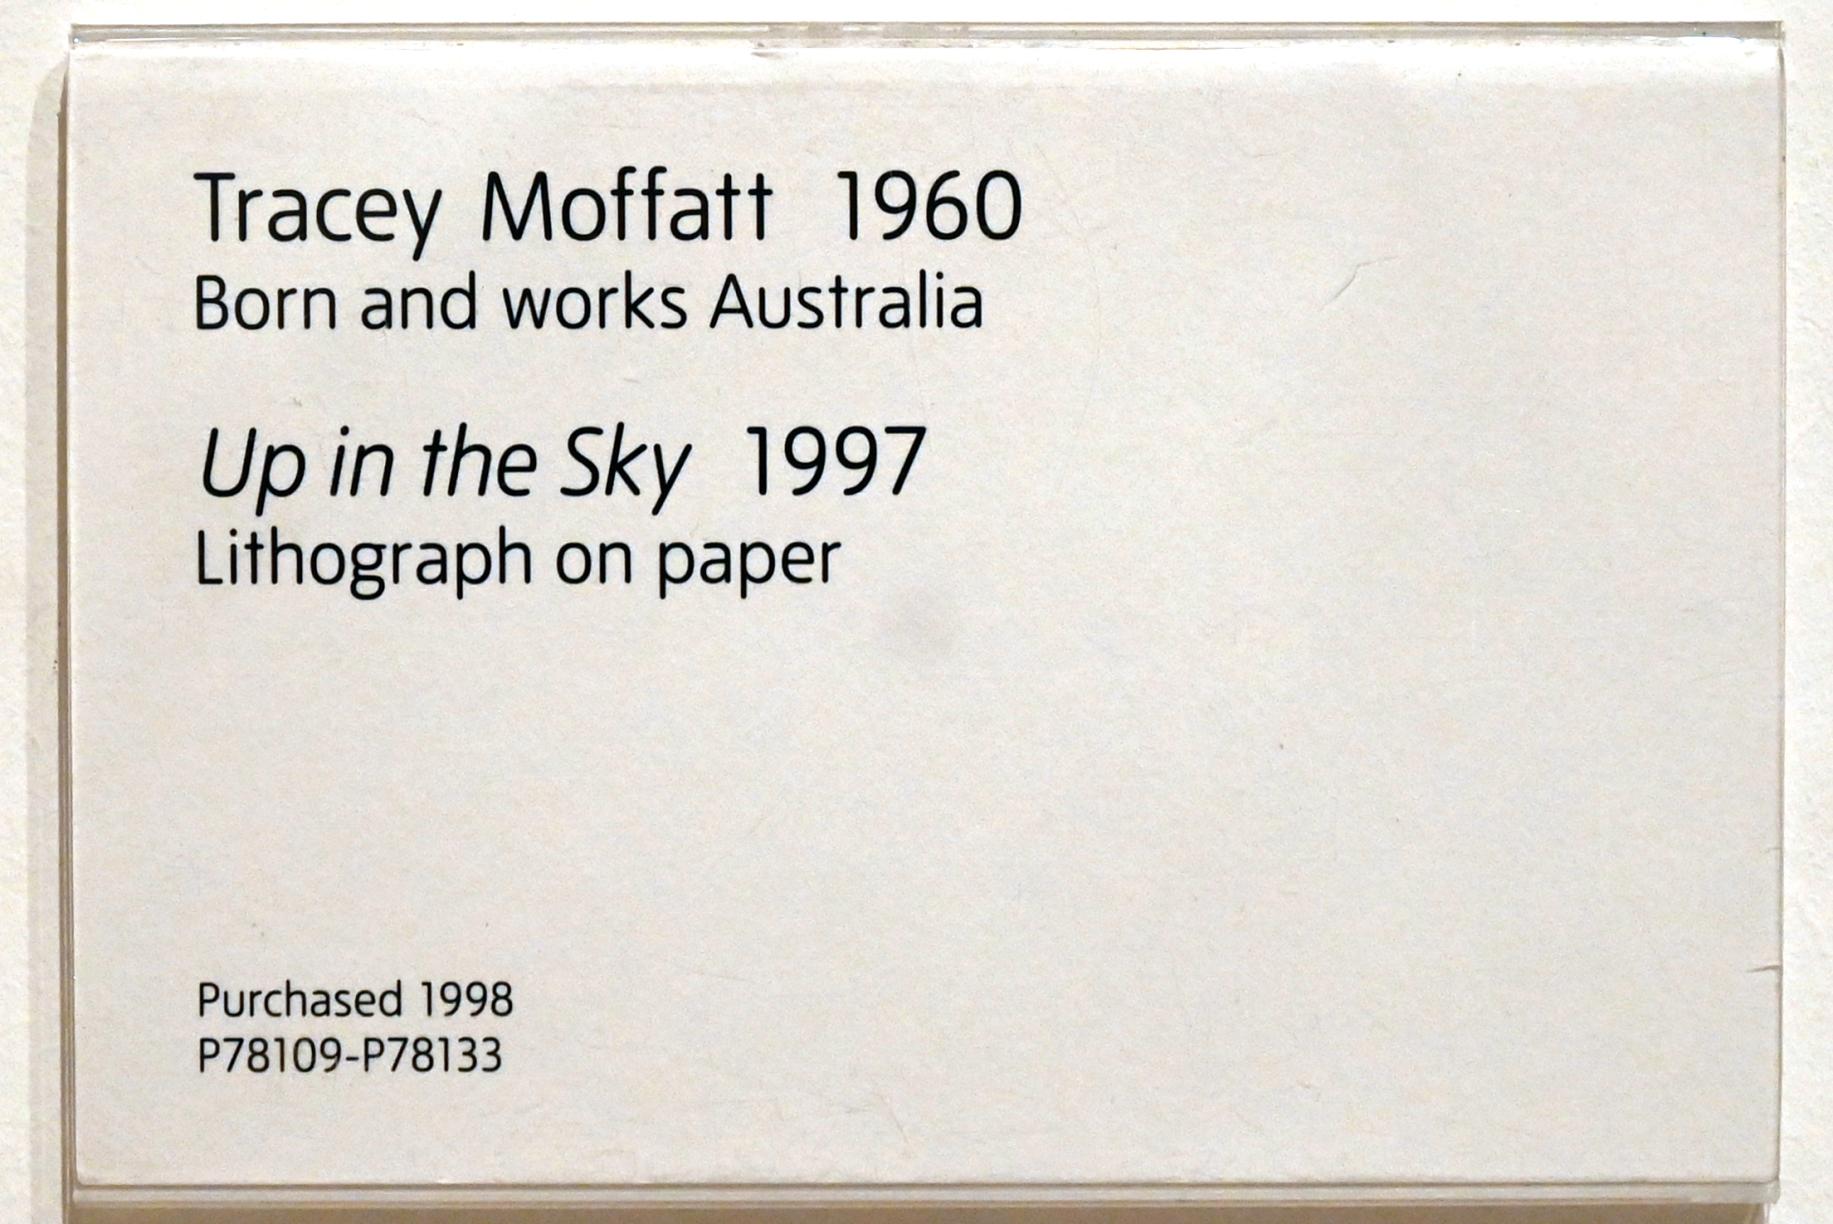 Tracey Moffatt 1960
Born and works Australia
Up in the Sky 1997
Lithograph on paper
Purchased 1998
P78109-P78133